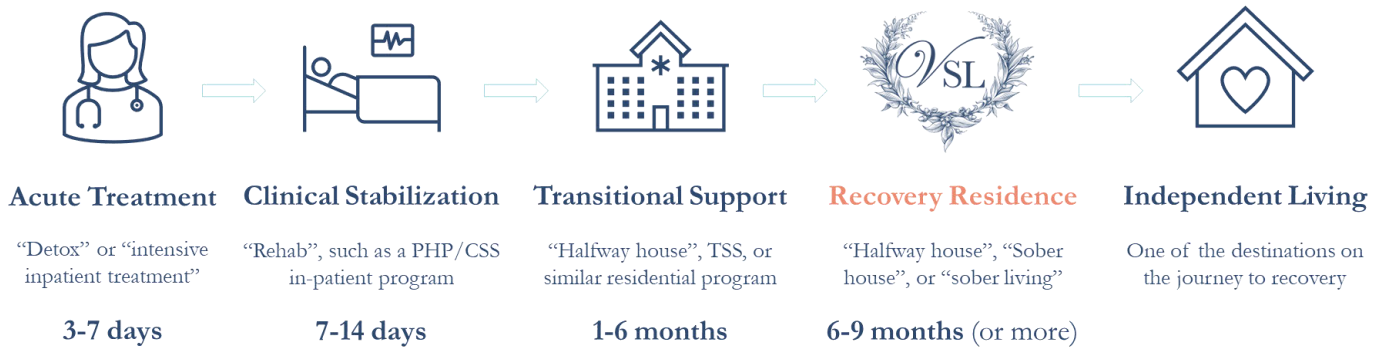 VSL
Acute Treatment
Clinical Stabilization
Transitional Support
Recovery Residence
Independent Living
“Detox” or “intensive
inpatient treatment”
“Rehab”, such as a PHP/CSS
in-patient program
“Halfway house”, TSS, or
similar residential program
“Halfway house”, “Sober
house”, or “sober living”
One of the destinations on
the journey to recovery
3-7 days
7-14 days
1-6 months
6-9 months (or more)